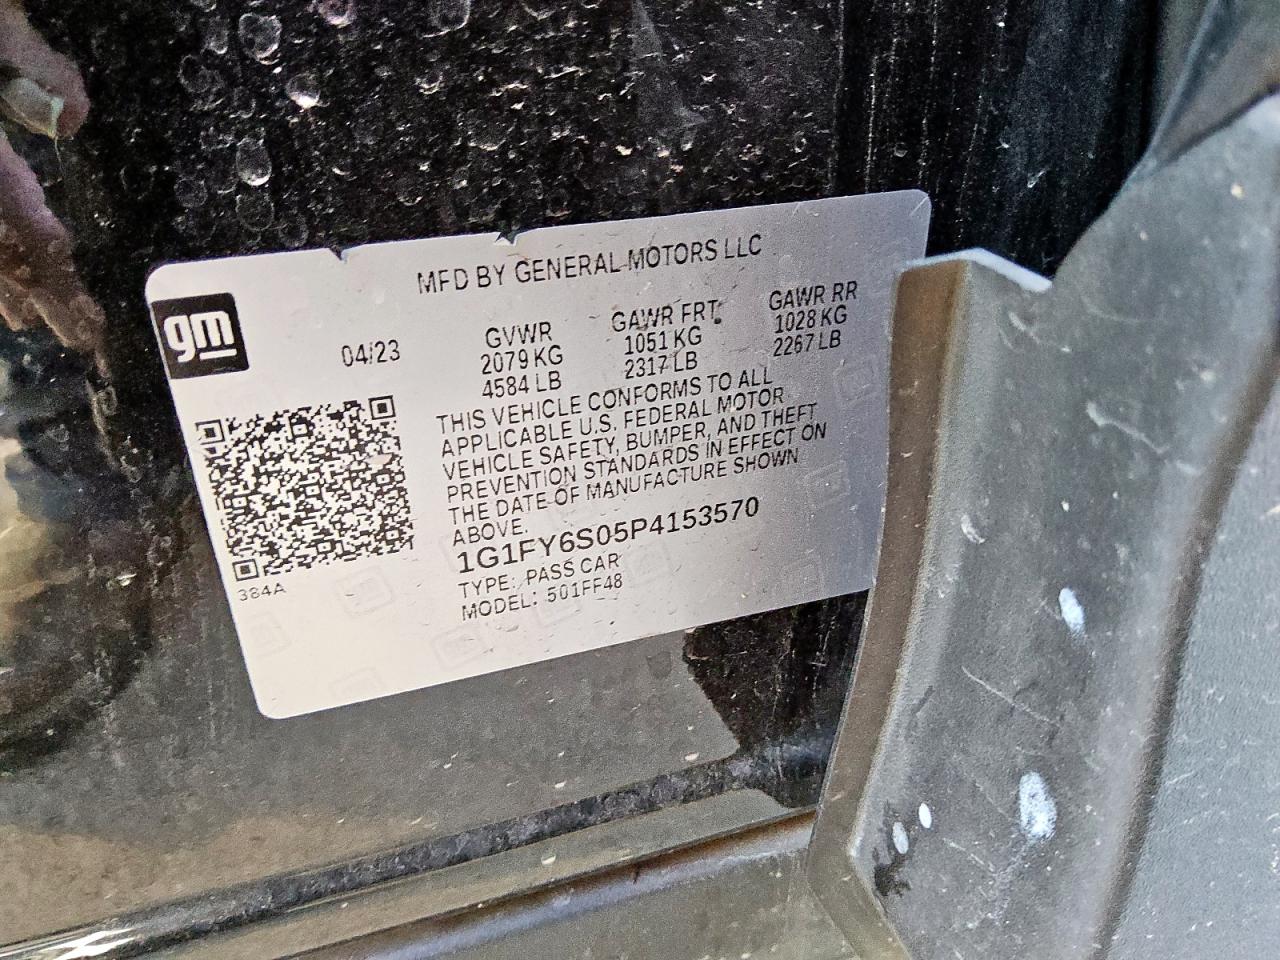 MFD BY GENERAL MOTORS LLC
gm
04/23
GVWR
2079 KG
4584 LB
GAWR FRT
1051 KG
2317 LB
GAWR RR
1028 KG
2267 LB
THIS VEHICLE CONFORMS TO ALL
APPLICABLE U.S. FEDERAL MOTOR
VEHICLE SAFETY, BUMPER, AND THEFT
PREVENTION STANDARDS IN EFFECT ON
THE DATE OF MANUFACTURE SHOWN
ABOVE.
1G1FY6S05P4153570
TYPE: PASS CAR
MODEL: 501FF48
384A